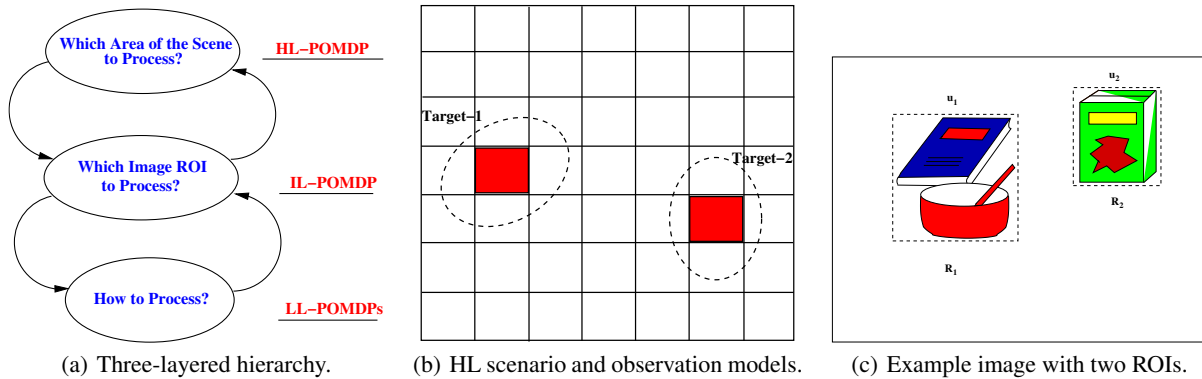 Which Area of the Scene
to Process?
HL−POMDP
Which Image ROI
to Process?
IL−POMDP
How to Process?
LL−POMDPs
(a) Three-layered hierarchy.
Target−1
Target−2
(b) HL scenario and observation models.
u1
u2
R1
R2
(c) Example image with two ROIs.